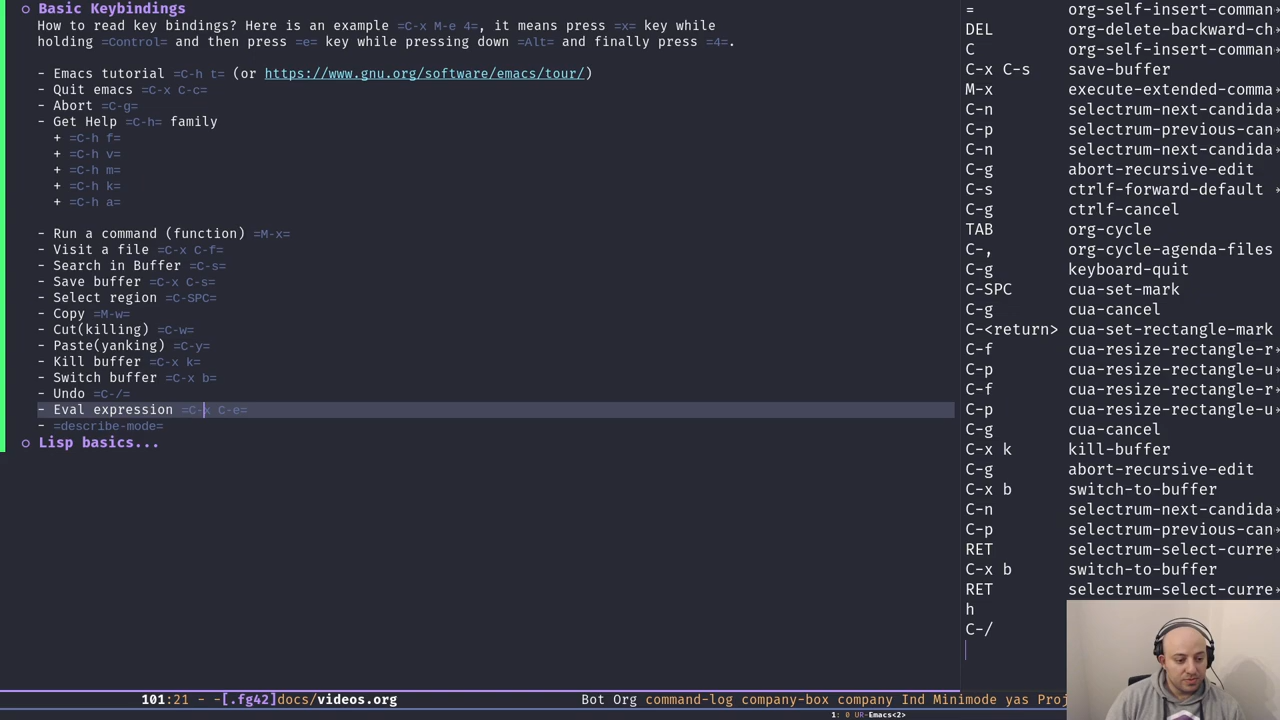 ○ Basic Keybindings
How to read key bindings? Here is an example =C-x M-e 4=, it means press =x= key while
holding =Control= and then press =e= key while pressing down =Alt= and finally press =4=.
- Emacs tutorial =C-h t= (or https://www.gnu.org/software/emacs/tour/)
- Quit emacs =C-x C-c=
- Abort =C-g=
- Get Help =C-h= family
+ =C-h f=
+ =C-h v=
+ =C-h m=
+ =C-h k=
+ =C-h a=
- Run a command (function) =M-x=
- Visit a file =C-x C-f=
- Search in Buffer =C-s=
- Save buffer =C-x C-s=
- Select region =C-SPC=
- Copy =M-w=
- Cut(killing) =C-w=
- Paste(yanking) =C-y=
- Kill buffer =C-x k=
- Switch buffer =C-x b=
- Undo =C-/=
- Eval expression =C-x C-e=
- =describe-mode=
○ Lisp basics...
= org-self-insert-comman
DEL org-delete-backward-ch
C org-self-insert-comman
C-x C-s save-buffer
M-x execute-extended-comma
C-n selectrum-next-candida
C-p selectrum-previous-can
C-n selectrum-next-candida
C-g abort-recursive-edit
C-s ctrlf-forward-default
C-g ctrlf-cancel
TAB org-cycle
C-, org-cycle-agenda-files
C-g keyboard-quit
C-SPC cua-set-mark
C-g cua-cancel
C-<return> cua-set-rectangle-mark
C-f cua-resize-rectangle-r
C-p cua-resize-rectangle-u
C-f cua-resize-rectangle-r
C-p cua-resize-rectangle-u
C-g cua-cancel
C-x k kill-buffer
C-g abort-recursive-edit
C-x b switch-to-buffer
C-n selectrum-next-candida
C-p selectrum-previous-can
RET selectrum-select-curre
C-x b switch-to-buffer
RET selectrum-select-curre
h
C-/
101:21 - -[.fg42]docs/videos.org Bot Org command-log company-box company Ind Minimode yas Proj
1: 0 UR-Emacs<2>